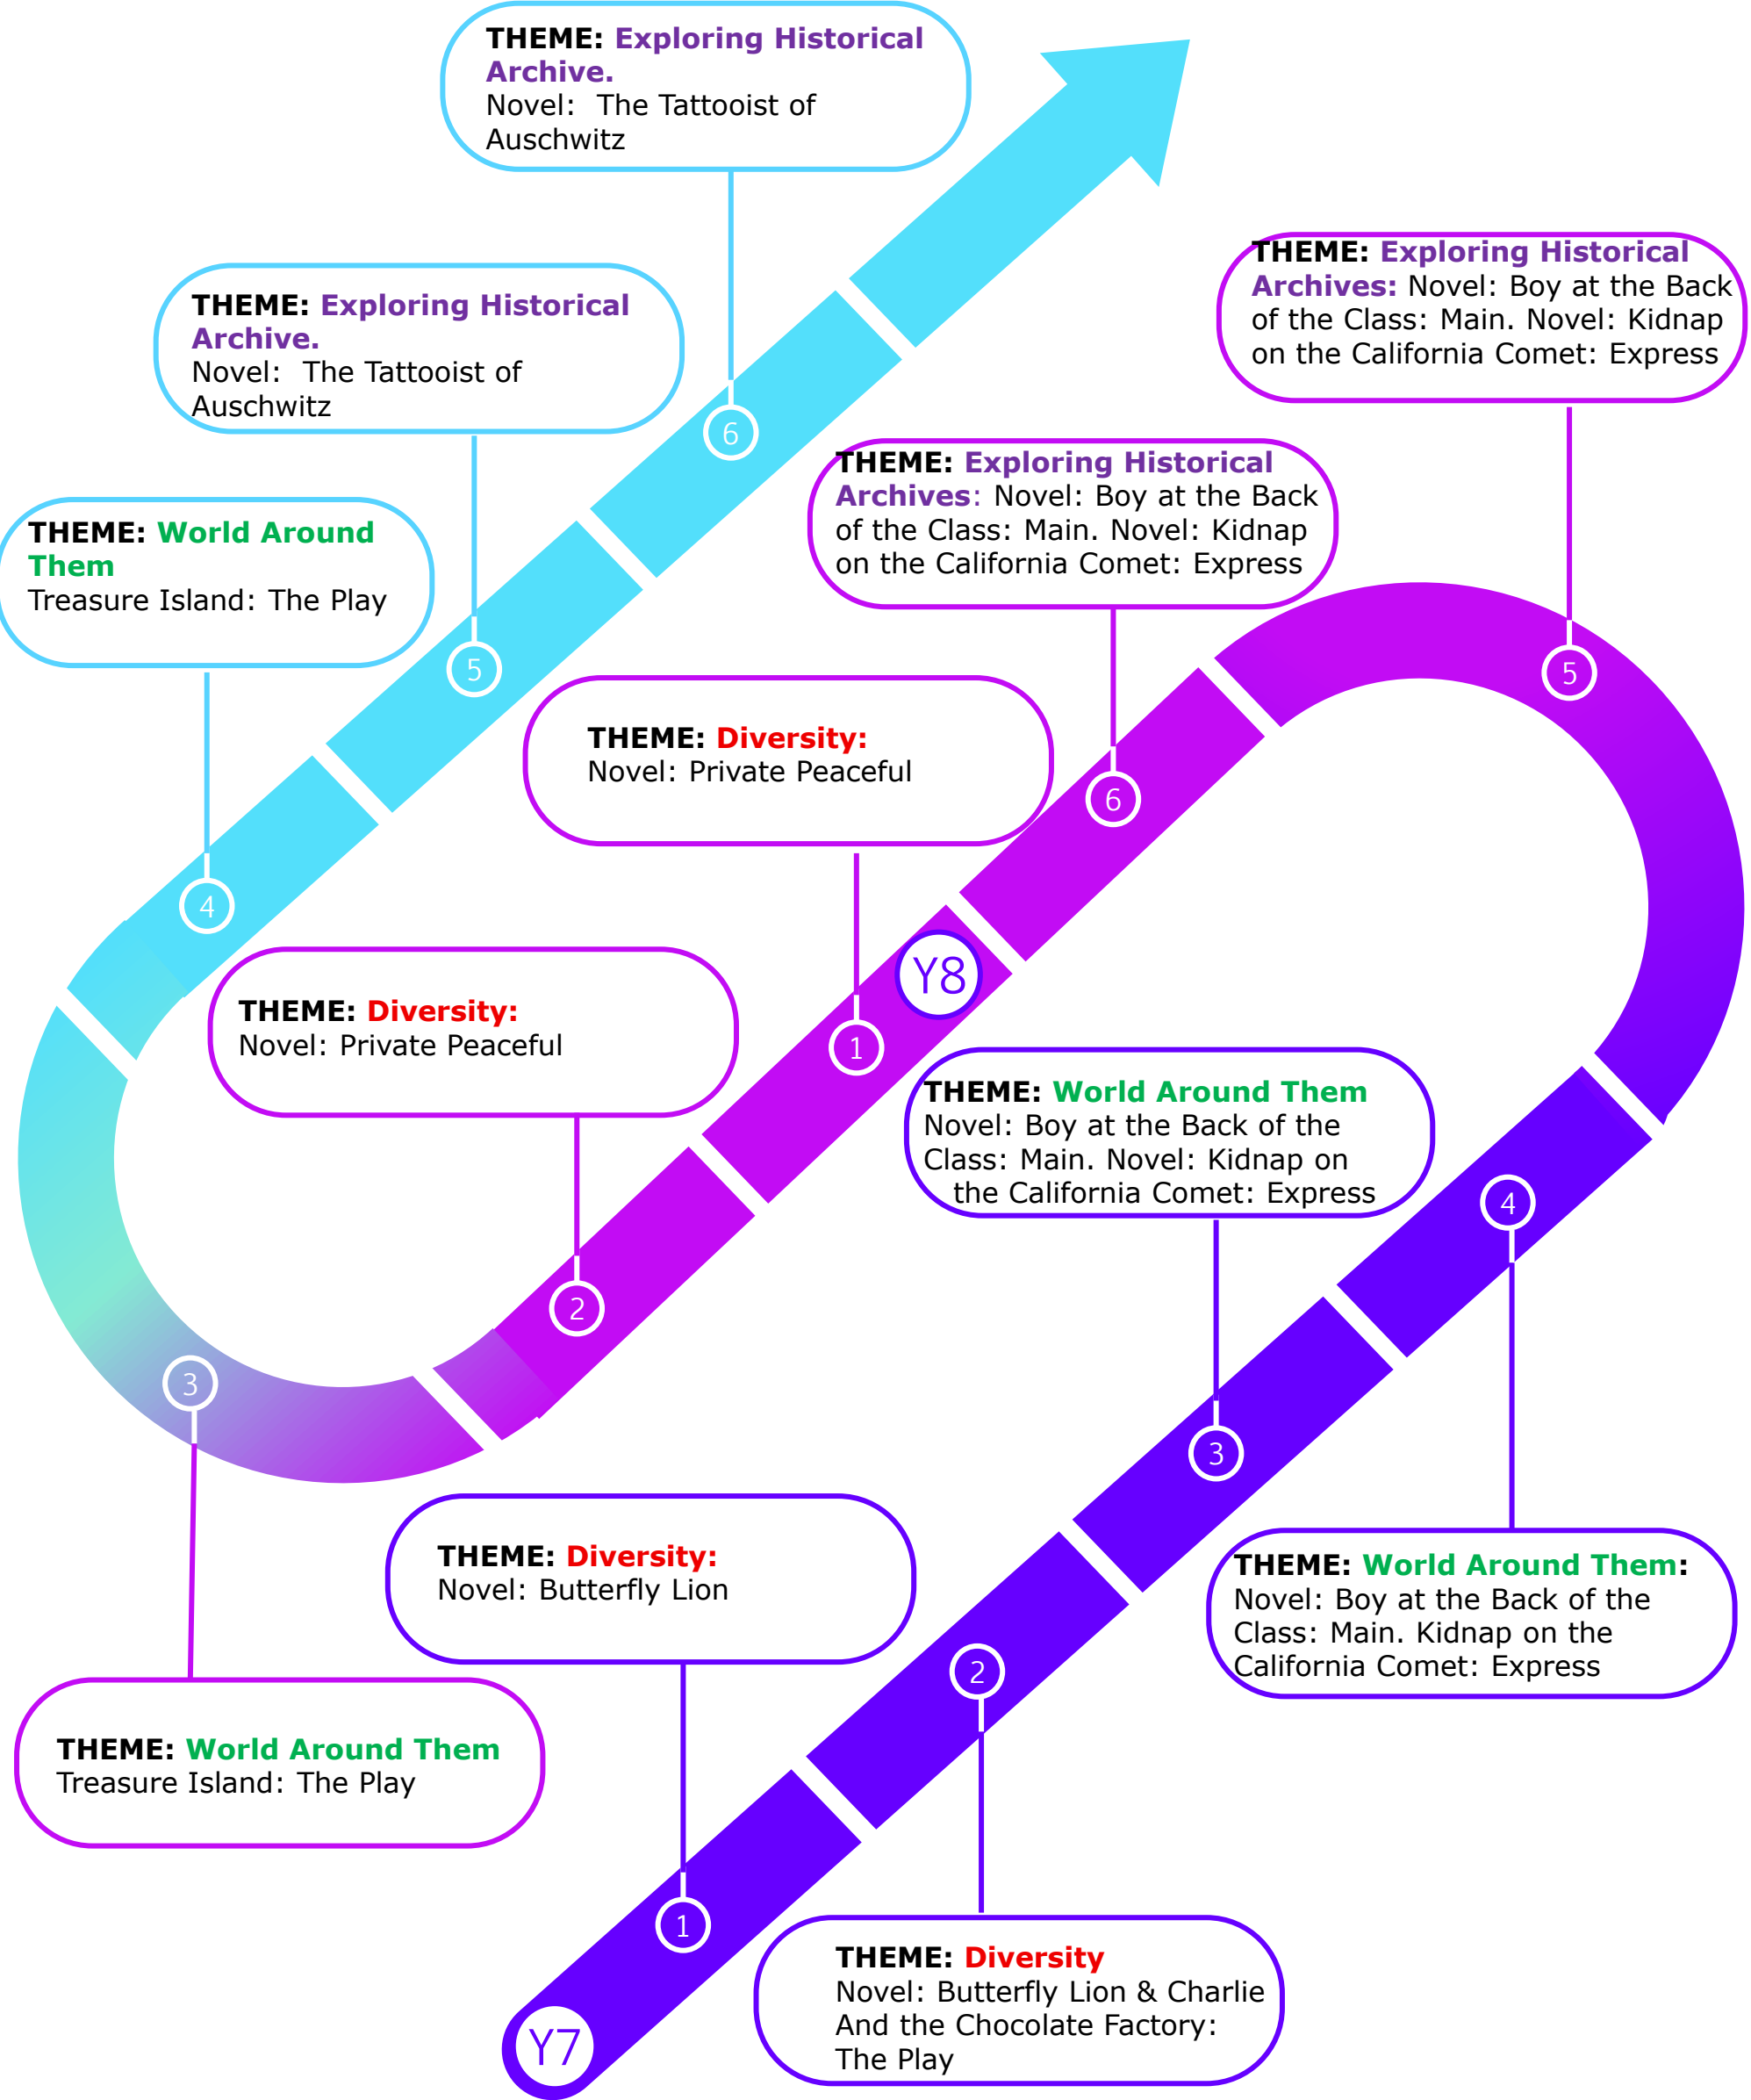 THEME: Exploring Historical
Archive.
Novel:  The Tattooist of
Auschwitz
THEME: Exploring Historical
Archives: Novel: Boy at the Back
of the Class: Main. Novel: Kidnap
on the California Comet: Express
THEME: Exploring Historical
Archive.
Novel:  The Tattooist of
Auschwitz
6
THEME: Exploring Historical
Archives: Novel: Boy at the Back
of the Class: Main. Novel: Kidnap
on the California Comet: Express
THEME: World Around
Them
Treasure Island: The Play
5
5
THEME: Diversity:
Novel: Private Peaceful
6
4
Y8
THEME: Diversity:
Novel: Private Peaceful
1
THEME: World Around Them
Novel: Boy at the Back of the
Class: Main. Novel: Kidnap on
the California Comet: Express
4
2
3
3
THEME: Diversity:
Novel: Butterfly Lion
THEME: World Around Them:
Novel: Boy at the Back of the
Class: Main. Kidnap on the
California Comet: Express
2
THEME: World Around Them
Treasure Island: The Play
1
THEME: Diversity
Novel: Butterfly Lion & Charlie
And the Chocolate Factory:
The Play
Y7